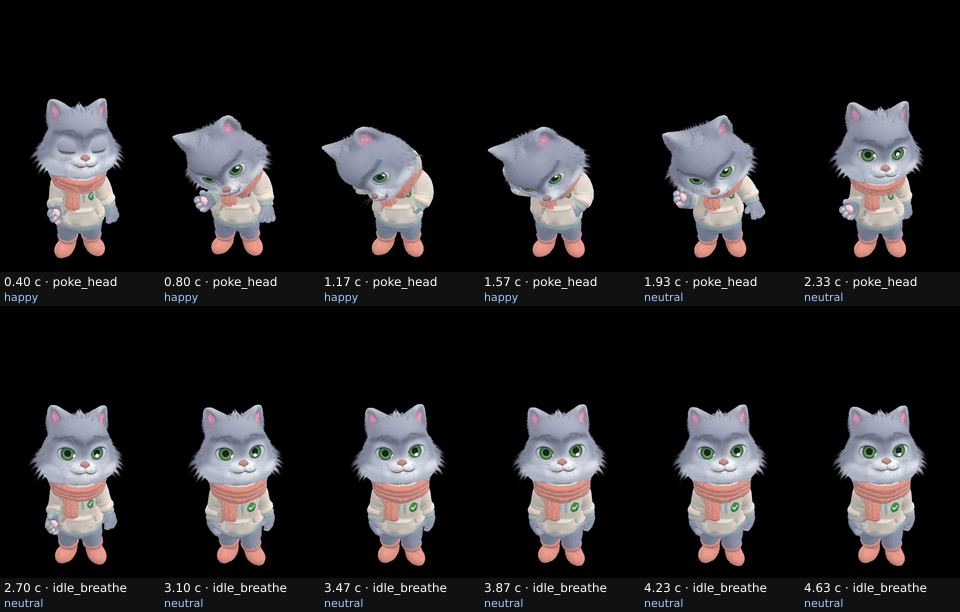 0.40 с · poke_head
happy
0.80 с · poke_head
happy
1.17 с · poke_head
happy
1.57 с · poke_head
happy
1.93 с · poke_head
neutral
2.33 с · poke_head
neutral
2.70 с · idle_breathe
neutral
3.10 с · idle_breathe
neutral
3.47 с · idle_breathe
neutral
3.87 с · idle_breathe
neutral
4.23 с · idle_breathe
neutral
4.63 с · idle_breathe
neutral